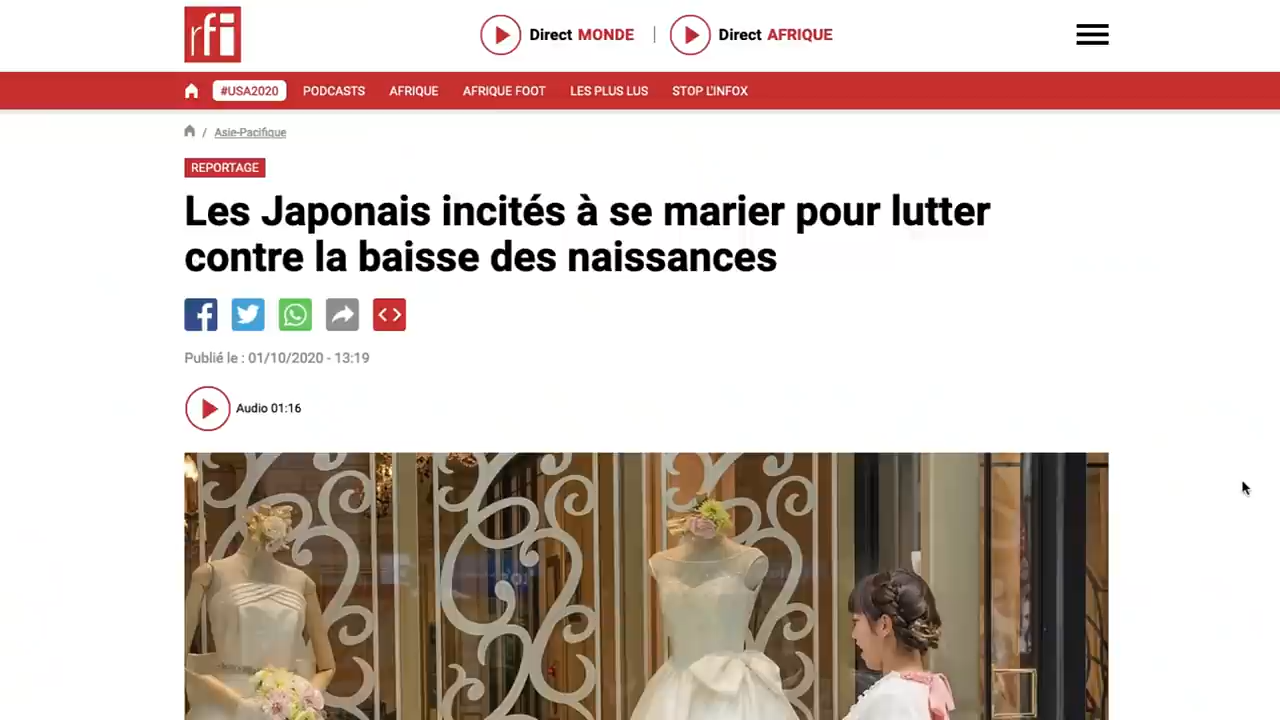 rfi
Direct MONDE
Direct AFRIQUE
#USA2020 PODCASTS AFRIQUE AFRIQUE FOOT LES PLUS LUS STOP L'INFOX
/ Asie-Pacifique
REPORTAGE
Les Japonais incités à se marier pour lutter
contre la baisse des naissances
Publié le : 01/10/2020 - 13:19
Audio 01:16